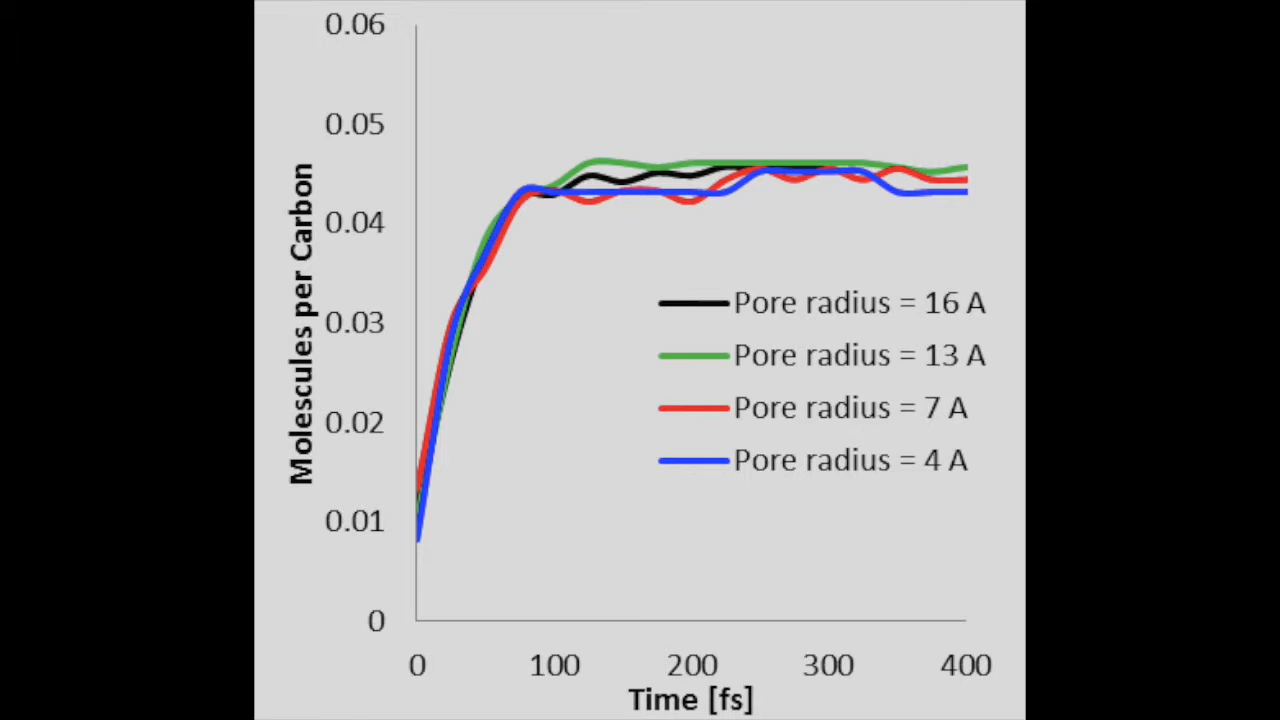 0.06
0.05
0.04
0.03
0.02
0.01
0
Molescules per Carbon
Pore radius = 16 A
Pore radius = 13 A
Pore radius = 7 A
Pore radius = 4 A
0 100 200 300 400
Time [fs]